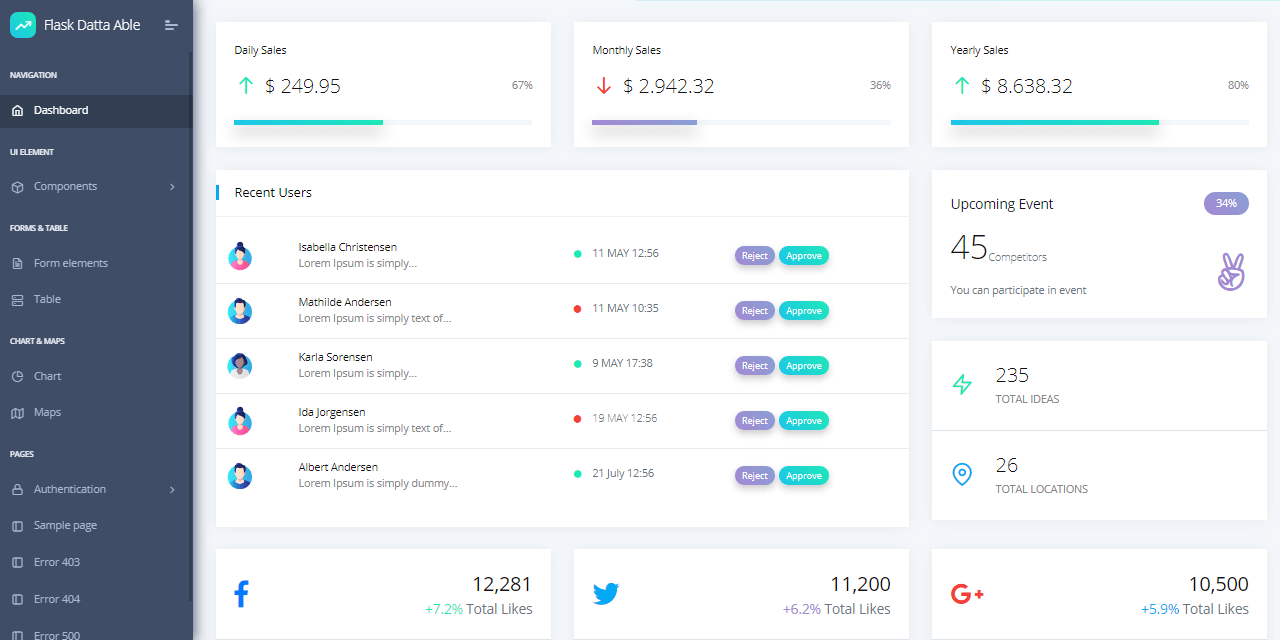 Flask Datta Able
NAVIGATION
Dashboard
UI ELEMENT
Components
FORMS & TABLE
Form elements
Table
CHART & MAPS
Chart
Maps
PAGES
Authentication
Sample page
Error 403
Error 404
Error 500
Daily Sales
$ 249.95
67%
Monthly Sales
$ 2.942.32
36%
Yearly Sales
$ 8.638.32
80%
Recent Users
Isabella Christensen
Lorem Ipsum is simply...
11 MAY 12:56
Reject
Approve
Mathilde Andersen
Lorem Ipsum is simply text of...
11 MAY 10:35
Reject
Approve
Karla Sorensen
Lorem Ipsum is simply...
9 MAY 17:38
Reject
Approve
Ida Jorgensen
Lorem Ipsum is simply text of...
19 MAY 12:56
Reject
Approve
Albert Andersen
Lorem Ipsum is simply dummy...
21 July 12:56
Reject
Approve
Upcoming Event
34%
45 Competitors
You can participate in event
235
TOTAL IDEAS
26
TOTAL LOCATIONS
12,281
+7.2% Total Likes
11,200
+6.2% Total Likes
G+
10,500
+5.9% Total Likes